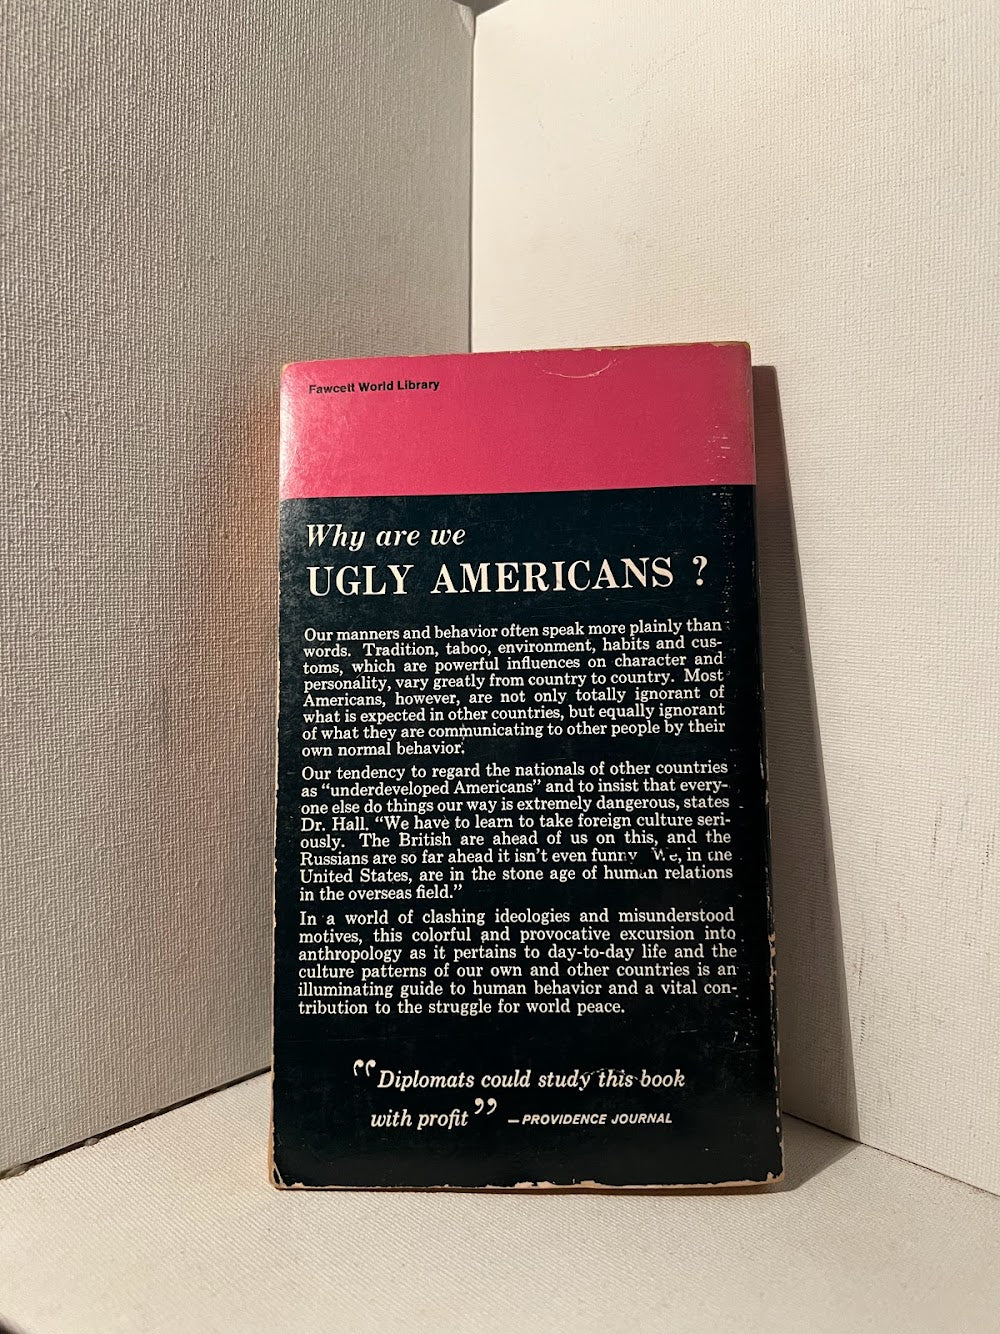 Fawcett World Library
Why are we
UGLY AMERICANS ?
Our manners and behavior often speak more plainly than
words. Tradition, taboo, environment, habits and cus-
toms, which are powerful influences on character and
personality, vary greatly from country to country. Most
Americans, however, are not only totally ignorant of
what is expected in other countries, but equally ignorant
of what they are communicating to other people by their
own normal behavior.
Our tendency to regard the nationals of other countries
as “underdeveloped Americans” and to insist that every-
one else do things our way is extremely dangerous, states
Dr. Hall. “We have to learn to take foreign culture seri-
ously. The British are ahead of us on this, and the
Russians are so far ahead it isn’t even funny We, in the
United States, are in the stone age of human relations
in the overseas field.”
In a world of clashing ideologies and misunderstood
motives, this colorful and provocative excursion into
anthropology as it pertains to day-to-day life and the
culture patterns of our own and other countries is an
illuminating guide to human behavior and a vital con-
tribution to the struggle for world peace.
“Diplomats could study this book
with profit” —PROVIDENCE JOURNAL